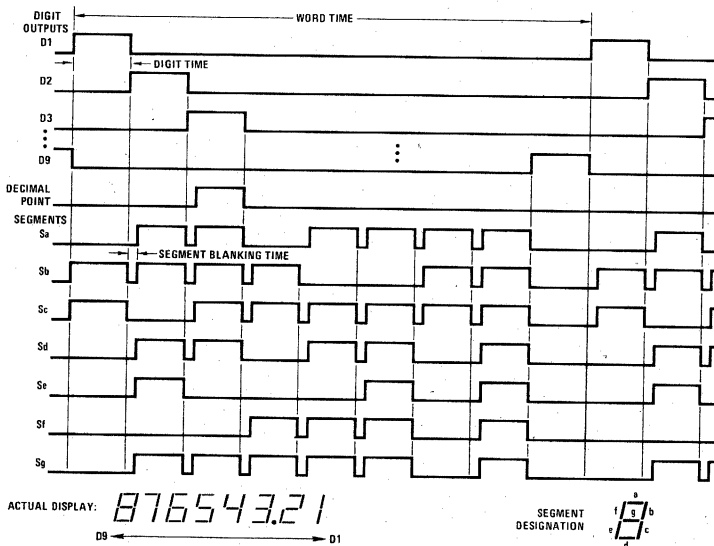 DIGIT
OUTPUTS
WORD TIME
D1
DIGIT TIME
D2
D3
D9
DECIMAL
POINT
SEGMENTS
Sa
SEGMENT BLANKING TIME
Sb
Sc
Sd
Se
Sf
Sg
ACTUAL DISPLAY: 876543.21
D9 D1
SEGMENT
DESIGNATION
a
f g b
e c
d